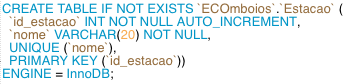 CREATE TABLE IF NOT EXISTS `ECOmboios`.`Estacao` (
`id_estacao` INT NOT NULL AUTO_INCREMENT,
`nome` VARCHAR(20) NOT NULL,
UNIQUE (`nome`),
PRIMARY KEY (`id_estacao`))
ENGINE = InnoDB;